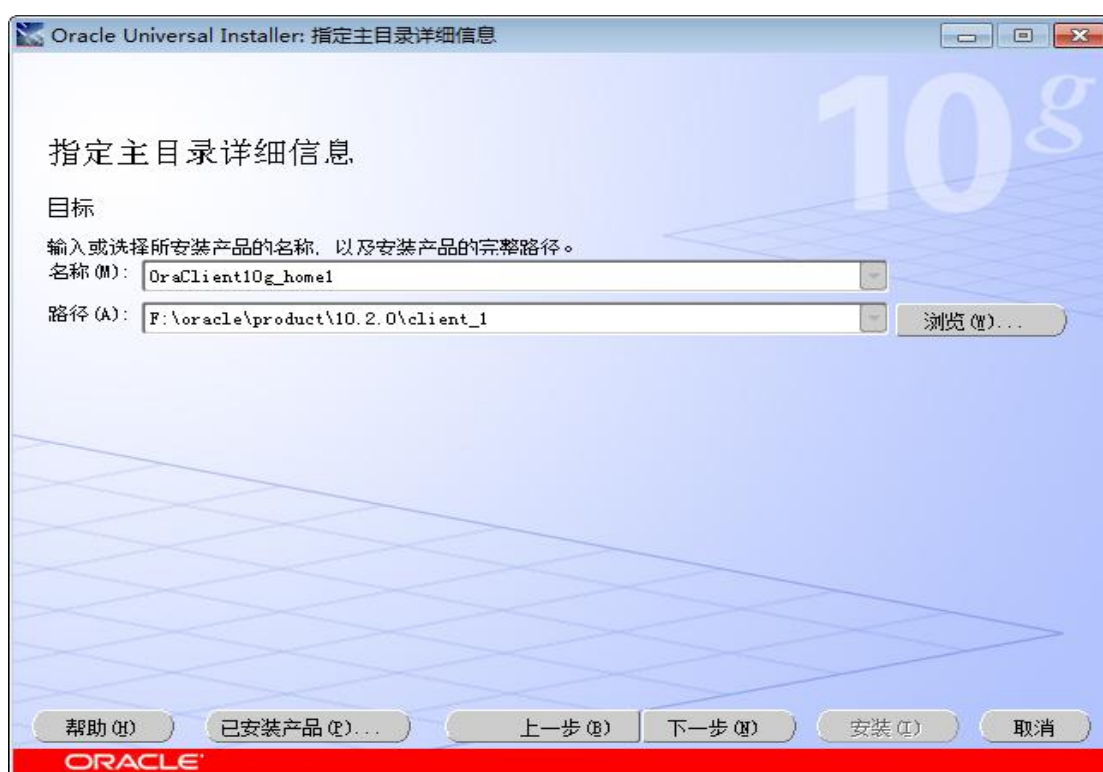 Oracle Universal Installer: 指定主目录详细信息
10g
指定主目录详细信息
目标
输入或选择所安装产品的名称, 以及安装产品的完整路径。
名称(M): OraClient10g_home1
路径(A): F:\oracle\product\10.2.0\client_1 浏览(W)...
帮助(H) 已安装产品(P)... 上一步(B) 下一步(N) 安装(I) 取消
ORACLE